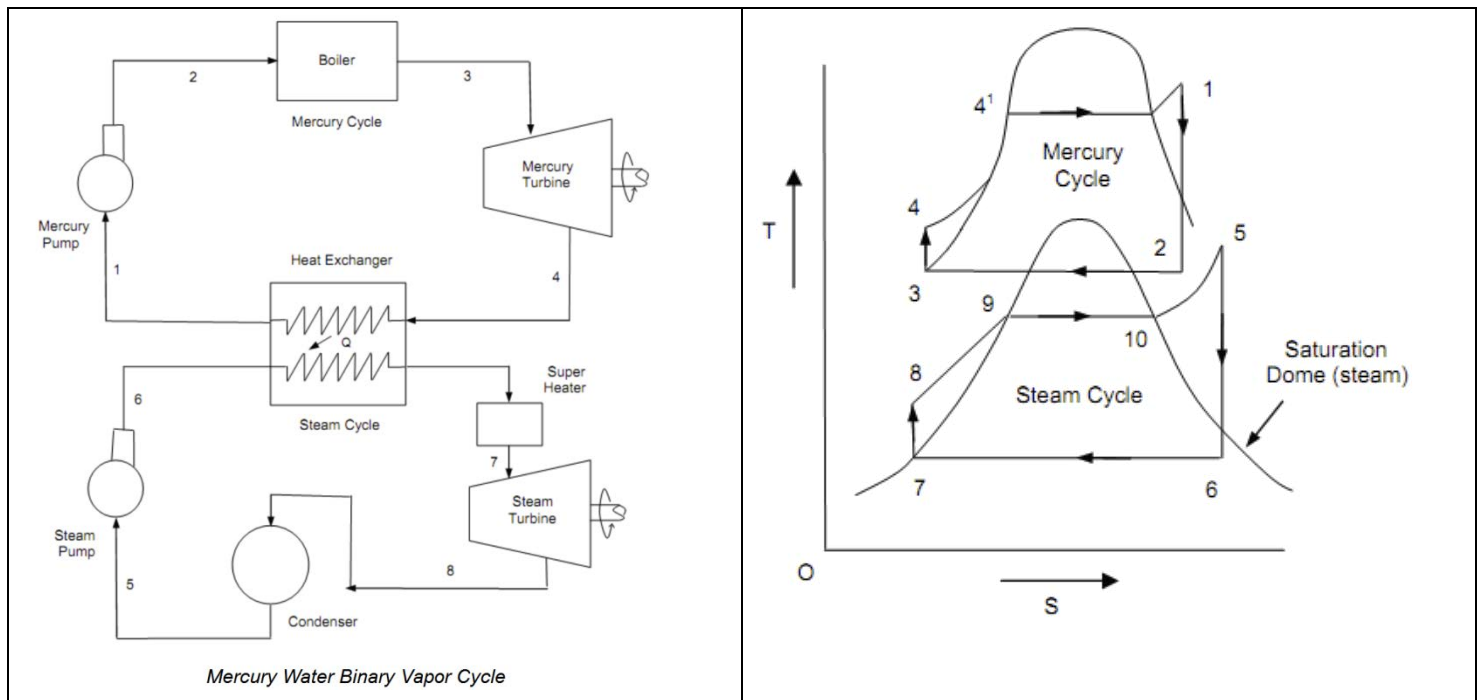 2
Boiler
3
Mercury Cycle
Mercury
Turbine
Mercury
Pump
1
Heat Exchanger
4
Q
Super
Heater
6
Steam Cycle
7
Steam
Turbine
Steam
Pump
5
8
Condenser
Mercury Water Binary Vapor Cycle
4¹
1
Mercury
Cycle
4
T
2
5
3
9
10
Saturation
Dome (steam)
8
Steam Cycle
7
6
O
S